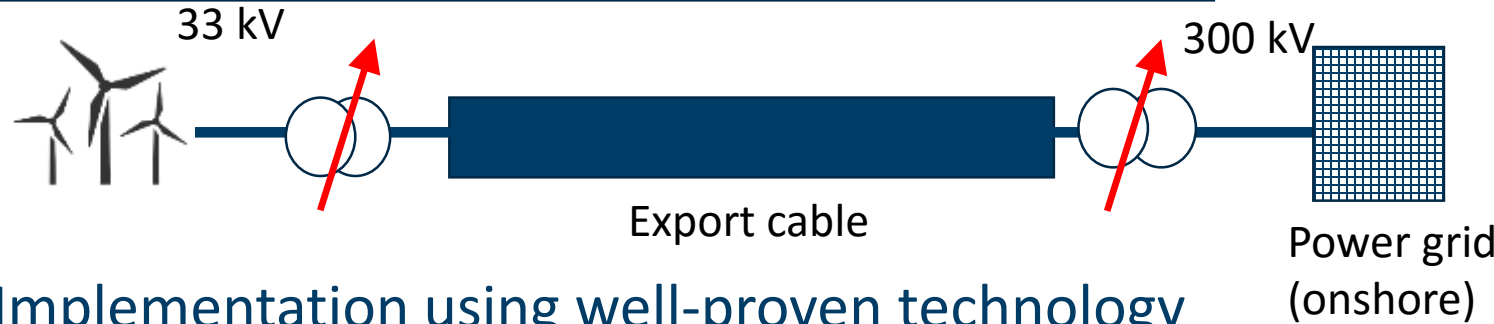 33 kV
300 kV
Export cable
Power grid
(onshore)
Implementation using well-proven technology